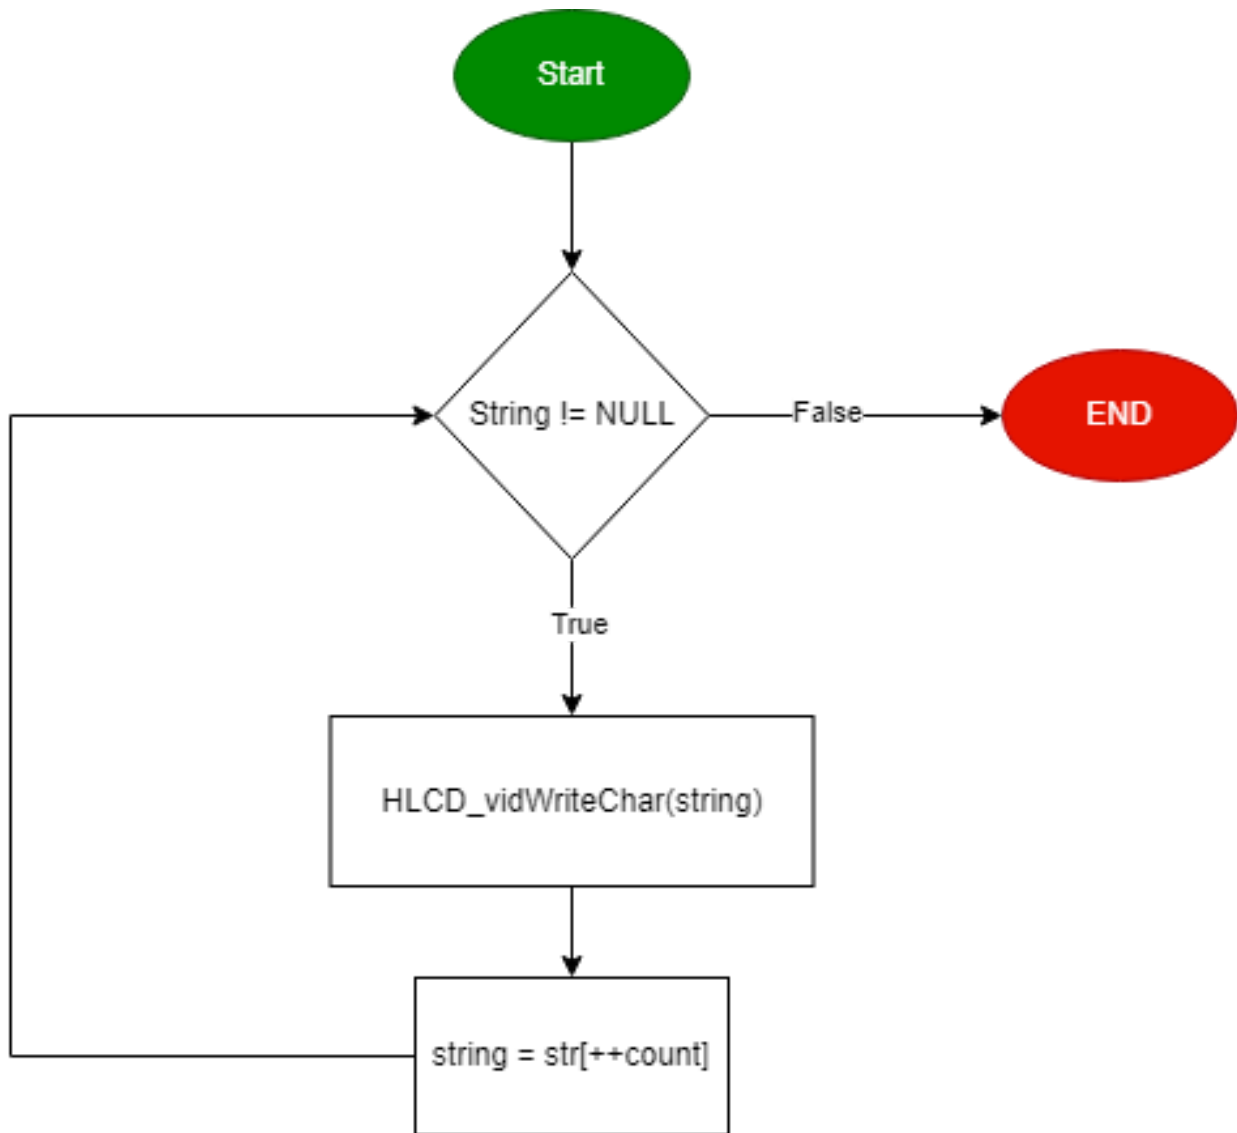 Start
String != NULL
False
END
True
HLCD_vidWriteChar(string)
string = str[++count]